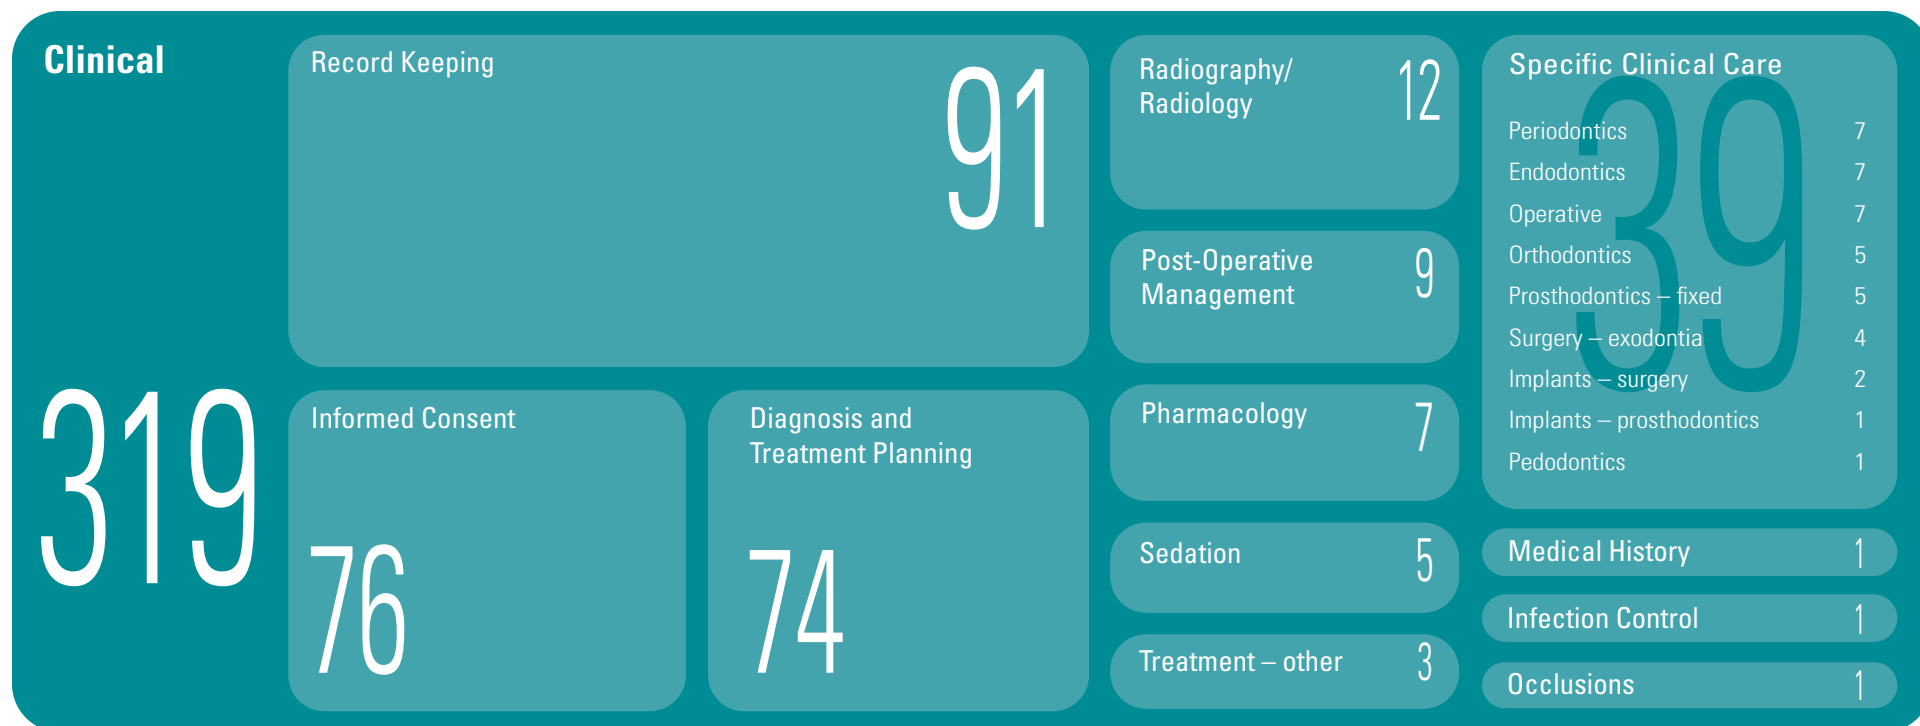 Clinical
319
Record Keeping
91
Informed Consent
76
Diagnosis and
Treatment Planning
74
Radiography/
Radiology
12
Post-Operative
Management
9
Pharmacology
7
Sedation
5
Treatment – other
3
Specific Clinical Care
39
Periodontics 7
Endodontics 7
Operative 7
Orthodontics 5
Prosthodontics – fixed 5
Surgery – exodontia 4
Implants – surgery 2
Implants – prosthodontics 1
Pedodontics 1
Medical History 1
Infection Control 1
Occlusions 1